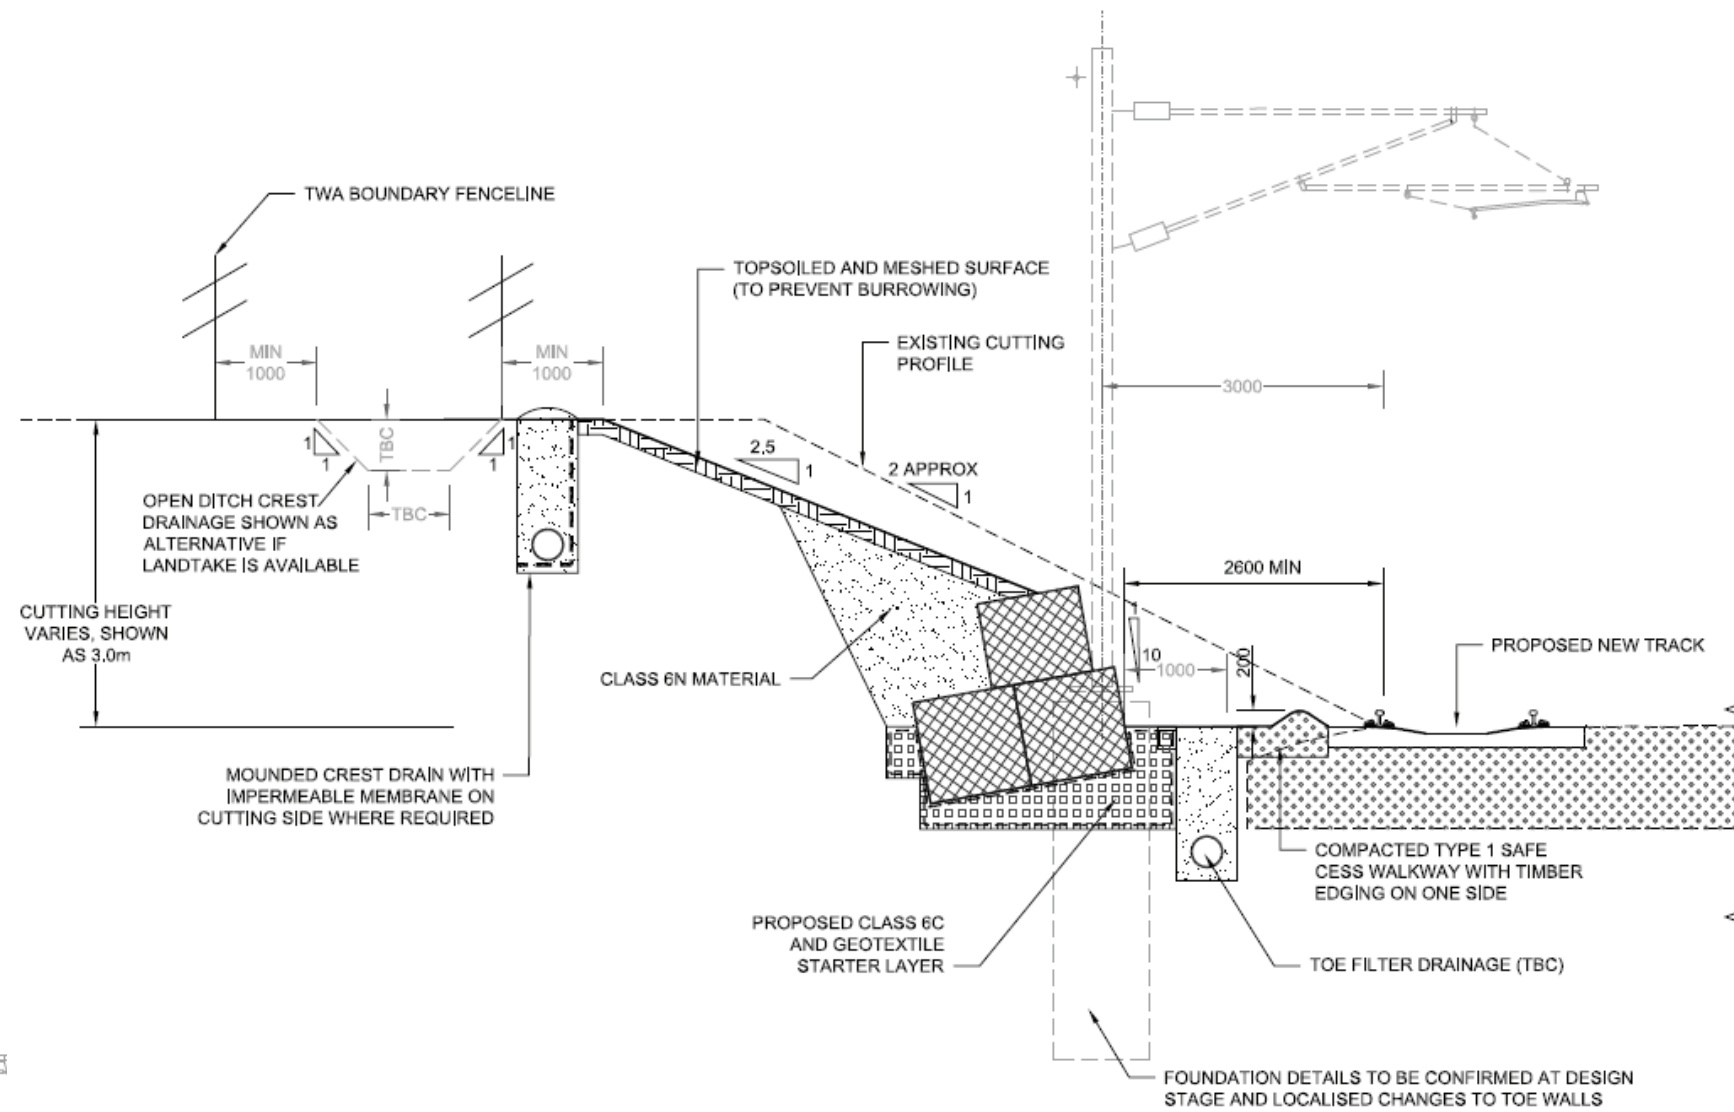 TWA BOUNDARY FENCELINE
TOPSOILED AND MESHED SURFACE
(TO PREVENT BURROWING)
EXISTING CUTTING
PROFILE
MIN
1000
MIN
1000
3000
1
1
TBC
1
1
TBC
2.5
1
2 APPROX
1
OPEN DITCH CREST
DRAINAGE SHOWN AS
ALTERNATIVE IF
LANDTAKE IS AVAILABLE
2600 MIN
CUTTING HEIGHT
VARIES, SHOWN
AS 3.0m
1
10
1000
200
PROPOSED NEW TRACK
CLASS 6N MATERIAL
MOUNDED CREST DRAIN WITH
IMPERMEABLE MEMBRANE ON
CUTTING SIDE WHERE REQUIRED
COMPACTED TYPE 1 SAFE
CESS WALKWAY WITH TIMBER
EDGING ON ONE SIDE
PROPOSED CLASS 6C
AND GEOTEXTILE
STARTER LAYER
TOE FILTER DRAINAGE (TBC)
FOUNDATION DETAILS TO BE CONFIRMED AT DESIGN
STAGE AND LOCALISED CHANGES TO TOE WALLS